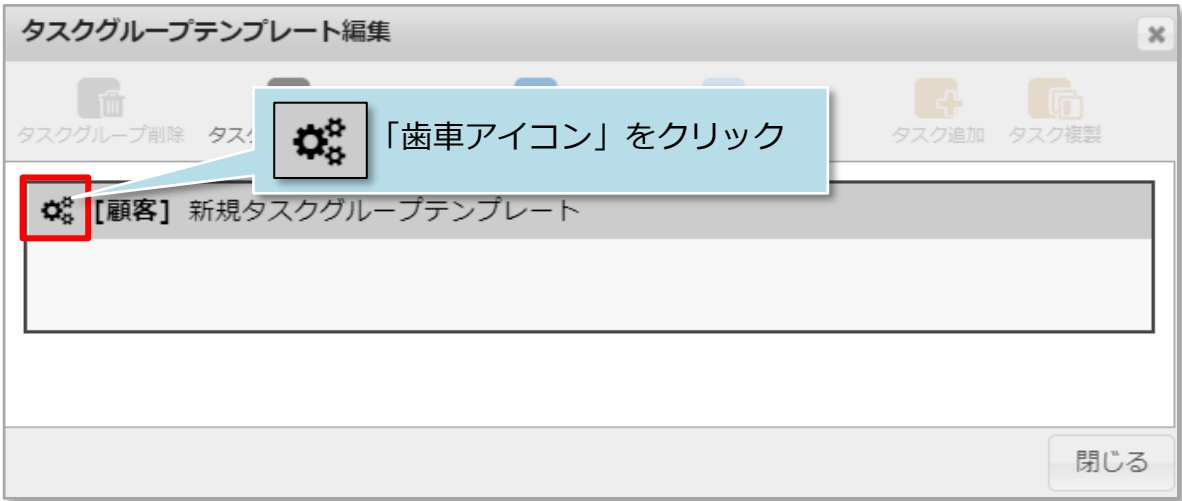 タスクグループテンプレート編集
タスクグループ削除
タスク追加 タスク複製
「歯車アイコン」をクリック
[顧客] 新規タスクグループテンプレート
閉じる